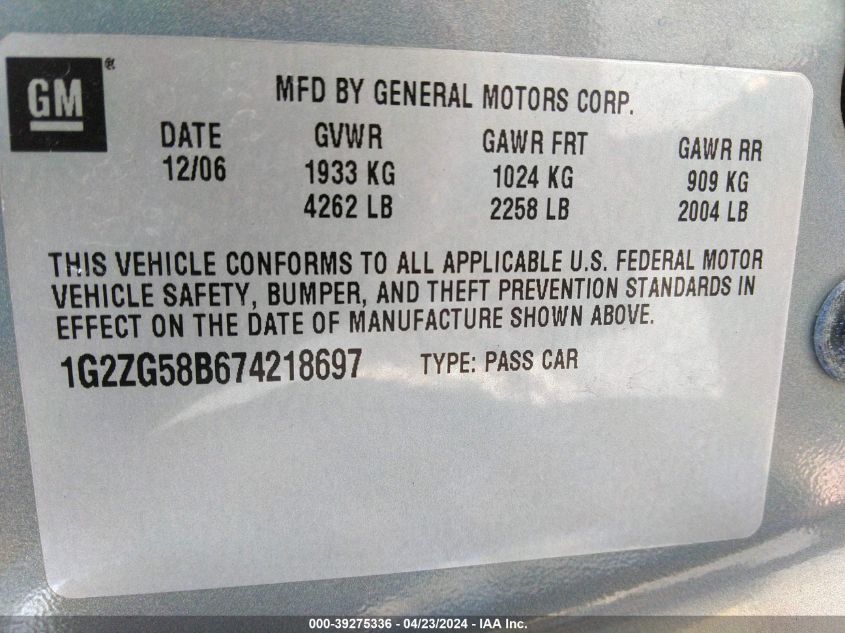 GM®
MFD BY GENERAL MOTORS CORP.
DATE GVWR GAWR FRT GAWR RR
12/06 1933 KG 1024 KG 909 KG
4262 LB 2258 LB 2004 LB
THIS VEHICLE CONFORMS TO ALL APPLICABLE U.S. FEDERAL MOTOR
VEHICLE SAFETY, BUMPER, AND THEFT PREVENTION STANDARDS IN
EFFECT ON THE DATE OF MANUFACTURE SHOWN ABOVE.
1G2ZG58B674218697 TYPE: PASS CAR
000-39275336 - 04/23/2024 - IAA Inc.